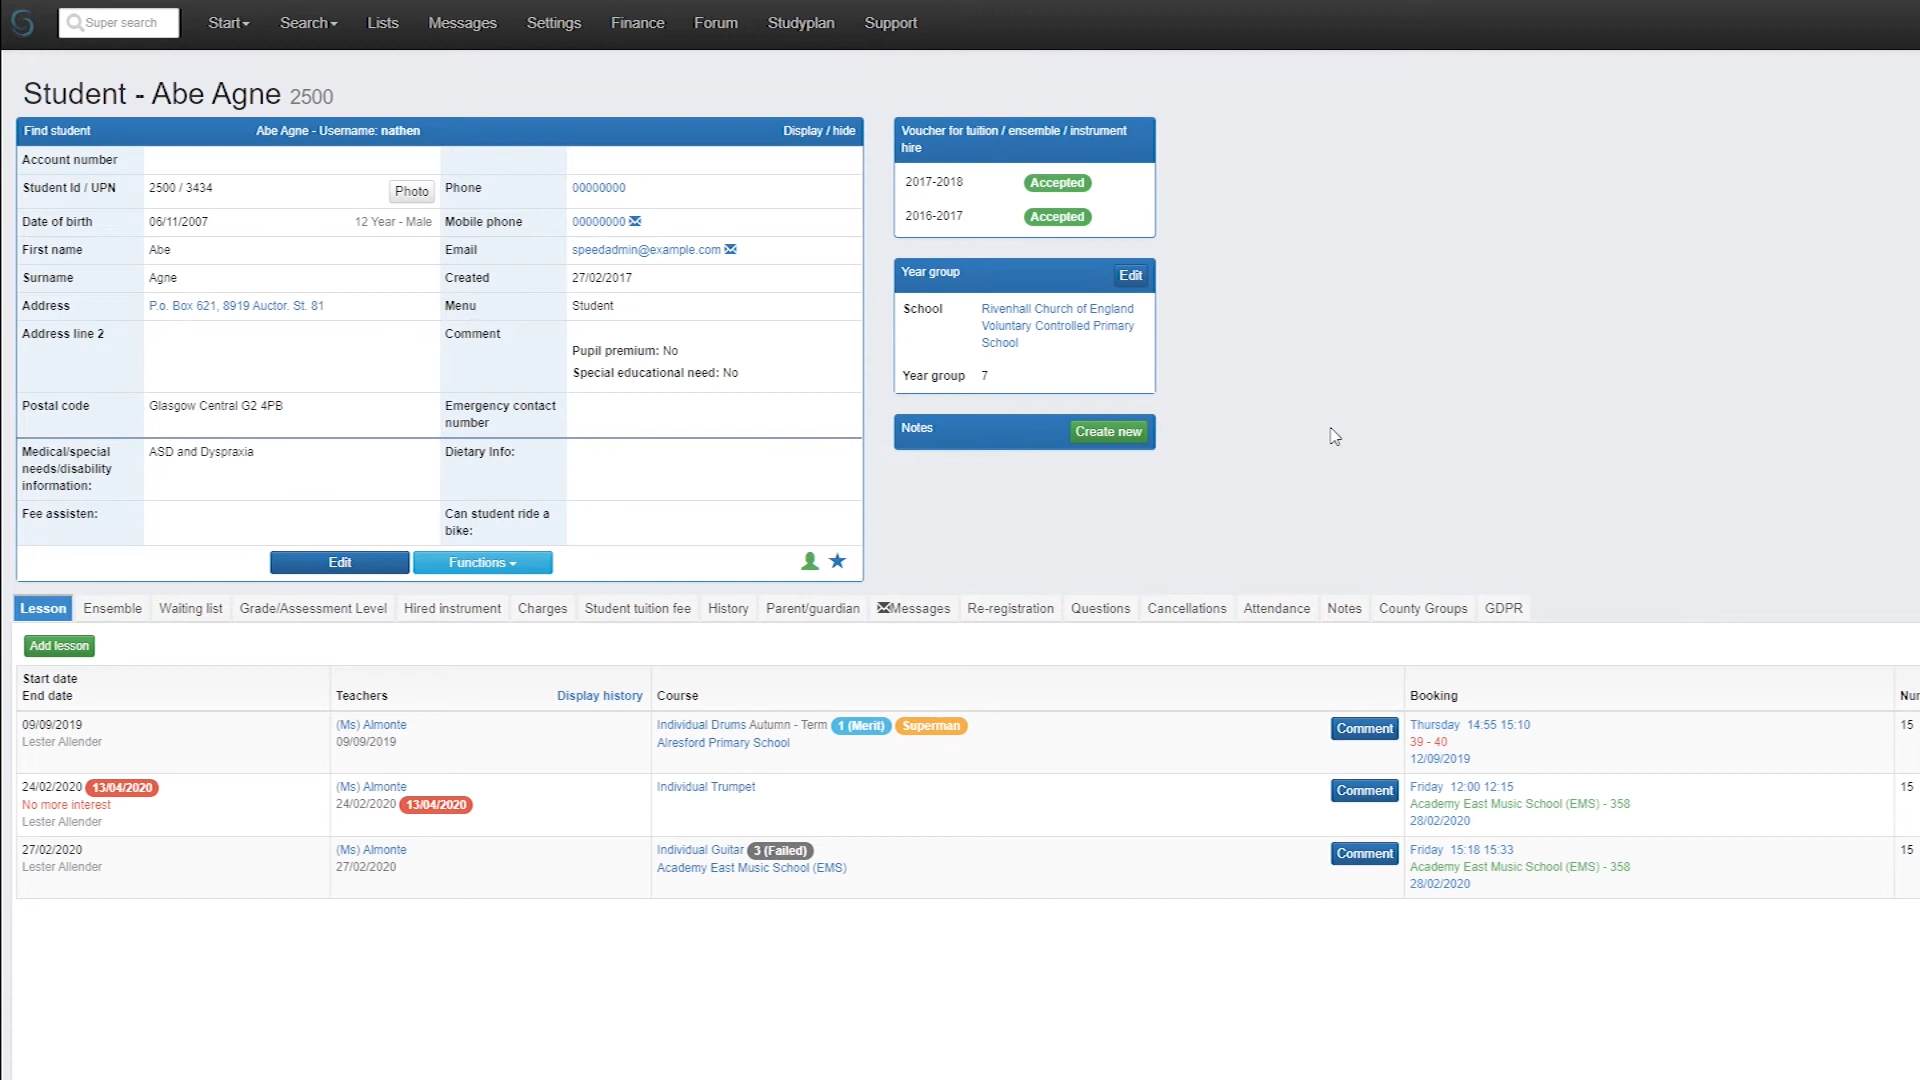 Super search
Start
Search
Lists
Messages
Settings
Finance
Forum
Studyplan
Support
Student - Abe Agne 2500
Find student
Abe Agne - Username: nathen
Display / hide
Account number
Student Id / UPN
2500 / 3434
Photo
Phone
00000000
Date of birth
06/11/2007
12 Year - Male
Mobile phone
00000000
First name
Abe
Email
speedadmin@example.com
Surname
Agne
Created
27/02/2017
Address
P.o. Box 621, 8919 Auctor. St. 81
Menu
Student
Address line 2
Comment
Pupil premium: No
Special educational need: No
Postal code
Glasgow Central G2 4PB
Emergency contact
number
Medical/special
needs/disability
information:
ASD and Dyspraxia
Dietary Info:
Fee assisten:
Can student ride a
bike:
Edit
Functions
Voucher for tuition / ensemble / instrument
hire
2017-2018
Accepted
2016-2017
Accepted
Year group
Edit
School
Rivenhall Church of England
Voluntary Controlled Primary
School
Year group
7
Notes
Create new
Lesson
Ensemble
Waiting list
Grade/Assessment Level
Hired instrument
Charges
Student tuition fee
History
Parent/guardian
Messages
Re-registration
Questions
Cancellations
Attendance
Notes
County Groups
GDPR
Add lesson
Start date
End date
Teachers
Display history
Course
Booking
Nur
09/09/2019
Lester Allender
(Ms) Almonte
09/09/2019
Individual Drums Autumn - Term 1 (Merit) Superman
Alresford Primary School
Comment
Thursday 14:55 15:10
39 - 40
12/09/2019
15
24/02/2020 13/04/2020
No more interest
Lester Allender
(Ms) Almonte
24/02/2020 13/04/2020
Individual Trumpet
Comment
Friday 12:00 12:15
Academy East Music School (EMS) - 358
28/02/2020
15
27/02/2020
Lester Allender
(Ms) Almonte
27/02/2020
Individual Guitar 3 (Failed)
Academy East Music School (EMS)
Comment
Friday 15:18 15:33
Academy East Music School (EMS) - 358
28/02/2020
15